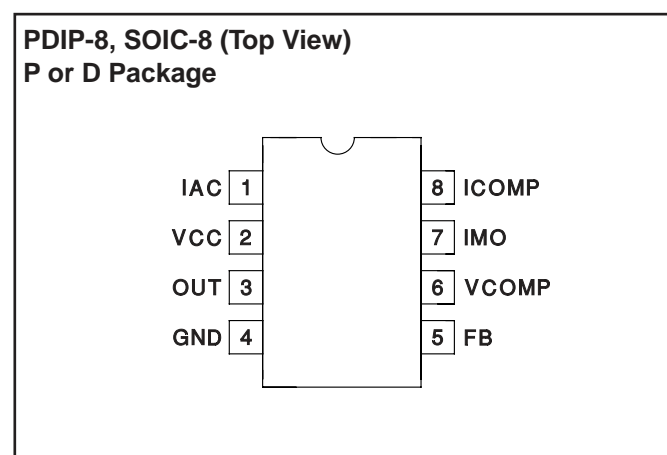 PDIP-8, SOIC-8 (Top View)
P or D Package
IAC 1 8 ICOMP
VCC 2 7 IMO
OUT 3 6 VCOMP
GND 4 5 FB